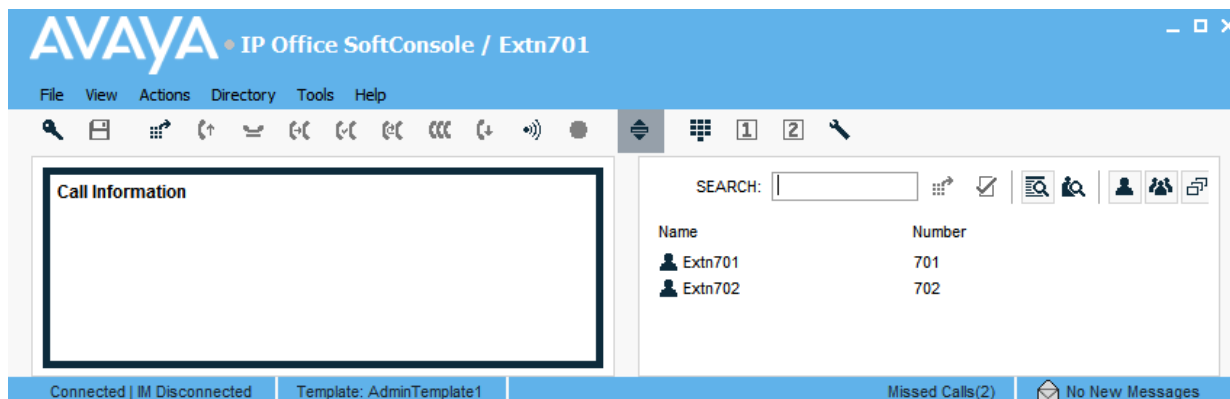 AVAYA • IP Office SoftConsole / Extn701
File View Actions Directory Tools Help
1 2
Call Information
SEARCH:
Name Number
Extn701 701
Extn702 702
Connected | IM Disconnected Template: AdminTemplate1 Missed Calls(2) No New Messages